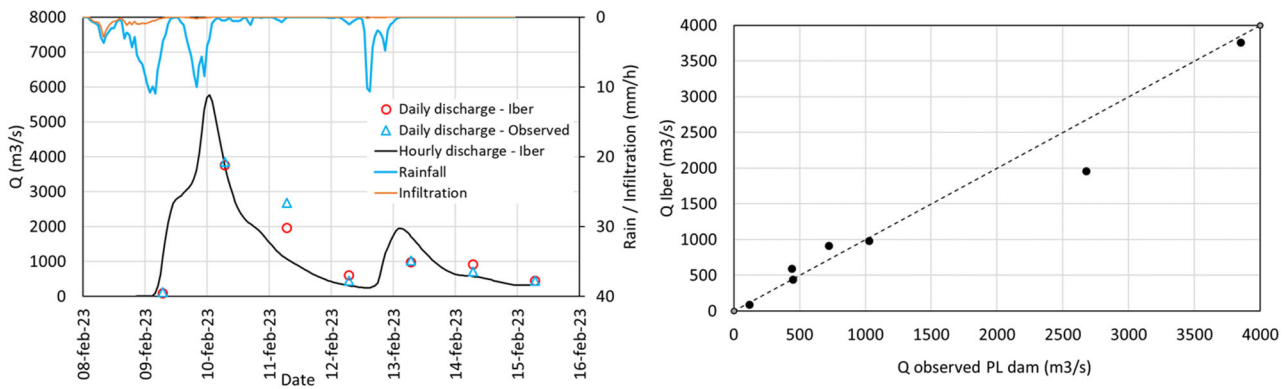 8000
7000
6000
5000
4000
3000
2000
1000
0
Q (m3/s)
0
10
20
30
40
Rain / Infiltration (mm/h)
Daily discharge - Iber
Daily discharge - Observed
Hourly discharge - Iber
Rainfall
Infiltration
08-feb-23
09-feb-23
10-feb-23
11-feb-23
12-feb-23
13-feb-23
14-feb-23
15-feb-23
16-feb-23
Date
4000
3500
3000
2500
2000
1500
1000
500
0
Q Iber (m3/s)
0
500
1000
1500
2000
2500
3000
3500
4000
Q observed PL dam (m3/s)